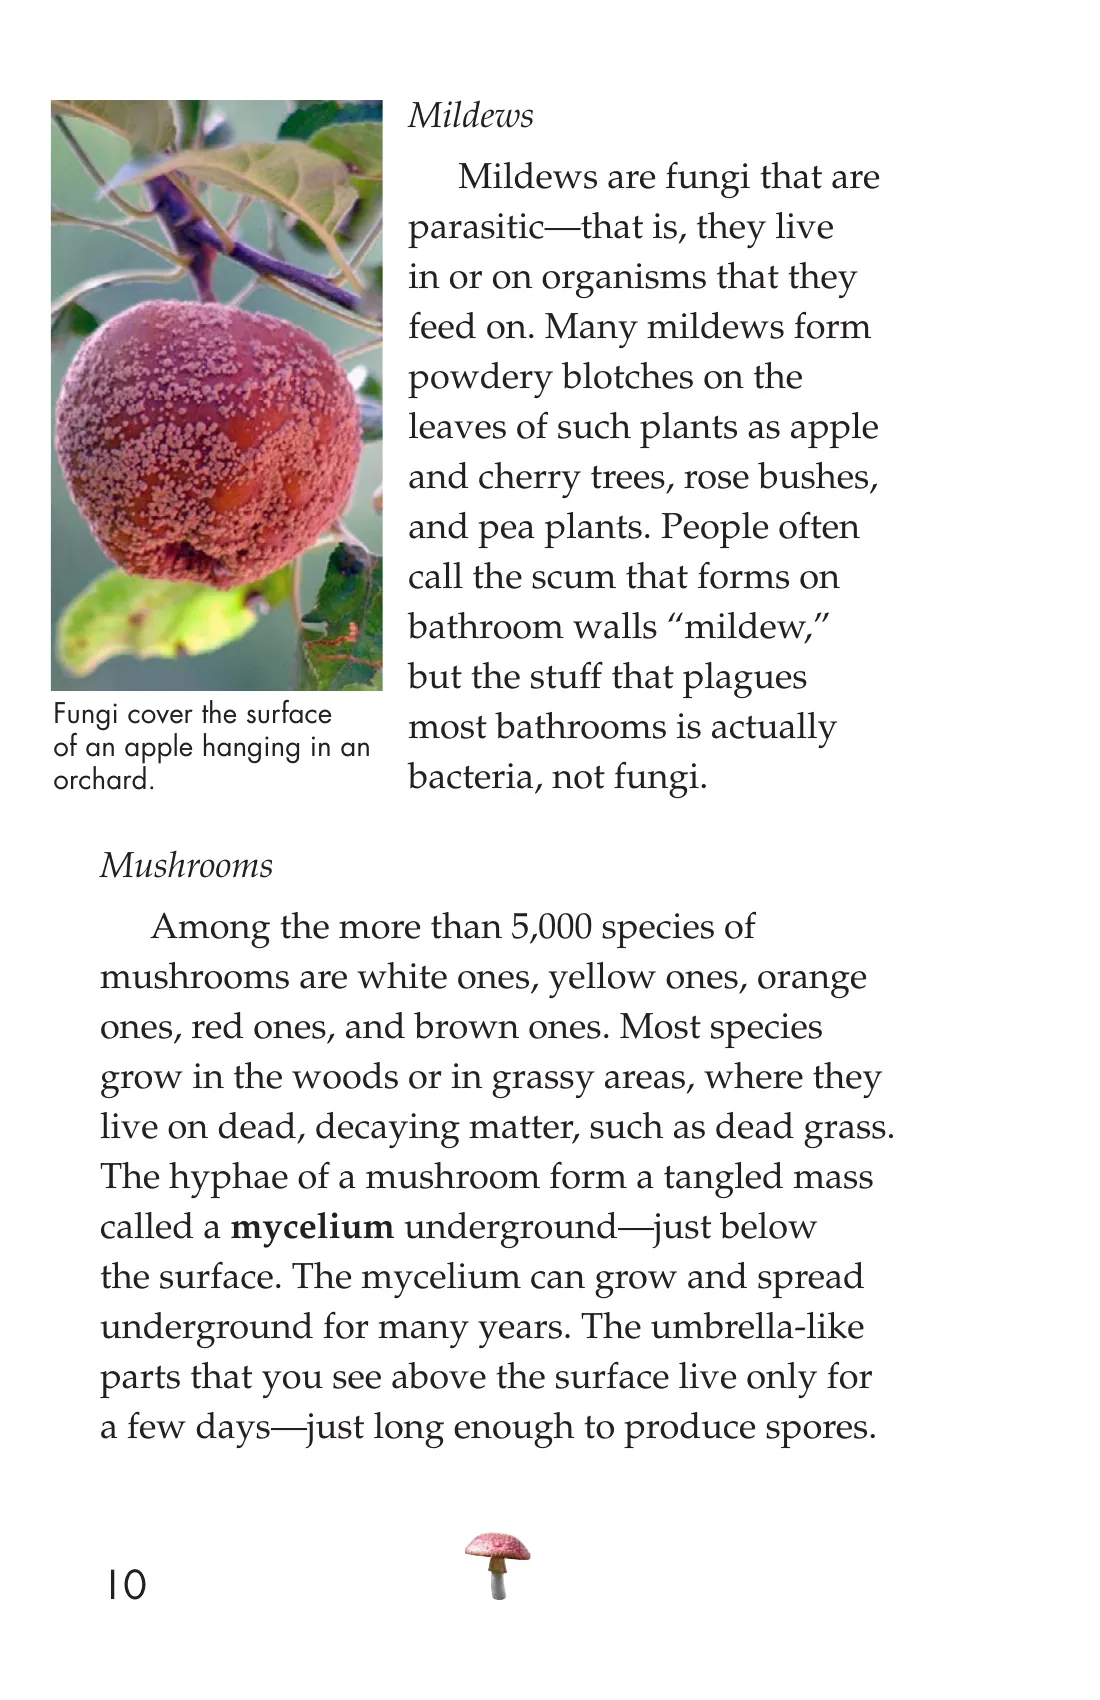 Mildews
Mildews are fungi that are
parasitic—that is, they live
in or on organisms that they
feed on. Many mildews form
powdery blotches on the
leaves of such plants as apple
and cherry trees, rose bushes,
and pea plants. People often
call the scum that forms on
bathroom walls “mildew,”
but the stuff that plagues
most bathrooms is actually
bacteria, not fungi.
Fungi cover the surface
of an apple hanging in an
orchard.
Mushrooms
Among the more than 5,000 species of
mushrooms are white ones, yellow ones, orange
ones, red ones, and brown ones. Most species
grow in the woods or in grassy areas, where they
live on dead, decaying matter, such as dead grass.
The hyphae of a mushroom form a tangled mass
called a mycelium underground—just below
the surface. The mycelium can grow and spread
underground for many years. The umbrella-like
parts that you see above the surface live only for
a few days—just long enough to produce spores.
10